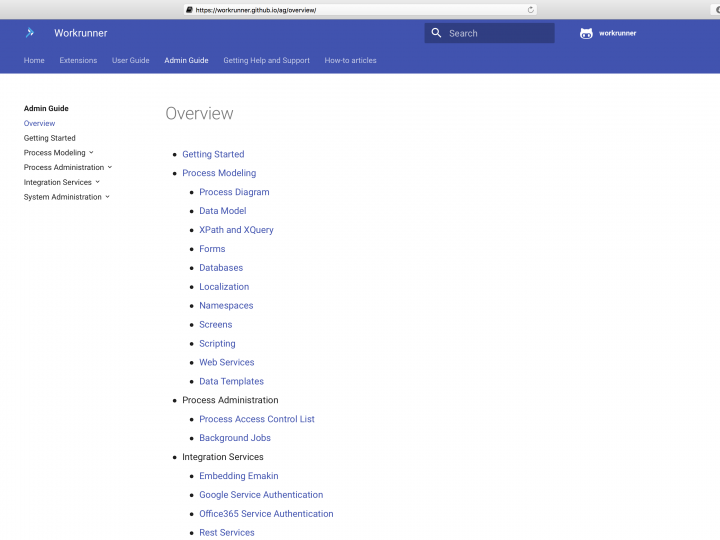 https://workrunner.github.io/ag/overview/
Workrunner
Search
workrunner
Home Extensions User Guide Admin Guide Getting Help and Support How-to articles
Admin Guide
Overview
Getting Started
Process Modeling
Process Administration
Integration Services
System Administration
Overview
Getting Started
Process Modeling
Process Diagram
Data Model
XPath and XQuery
Forms
Databases
Localization
Namespaces
Screens
Scripting
Web Services
Data Templates
Process Administration
Process Access Control List
Background Jobs
Integration Services
Embedding Emakin
Google Service Authentication
Office365 Service Authentication
Rest Services